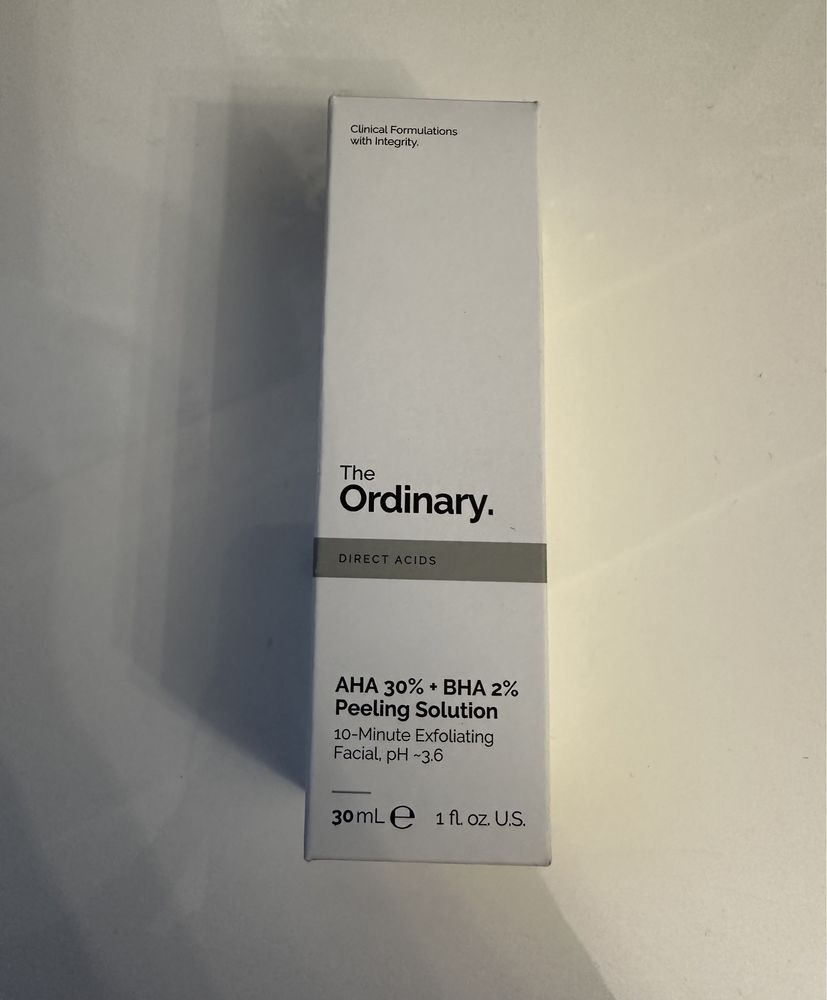 Clinical Formulations
with Integrity.
The
Ordinary.
DIRECT ACIDS
AHA 30% + BHA 2%
Peeling Solution
10-Minute Exfoliating
Facial, pH ~3.6
30 mL ℮ 1 fl. oz. U.S.